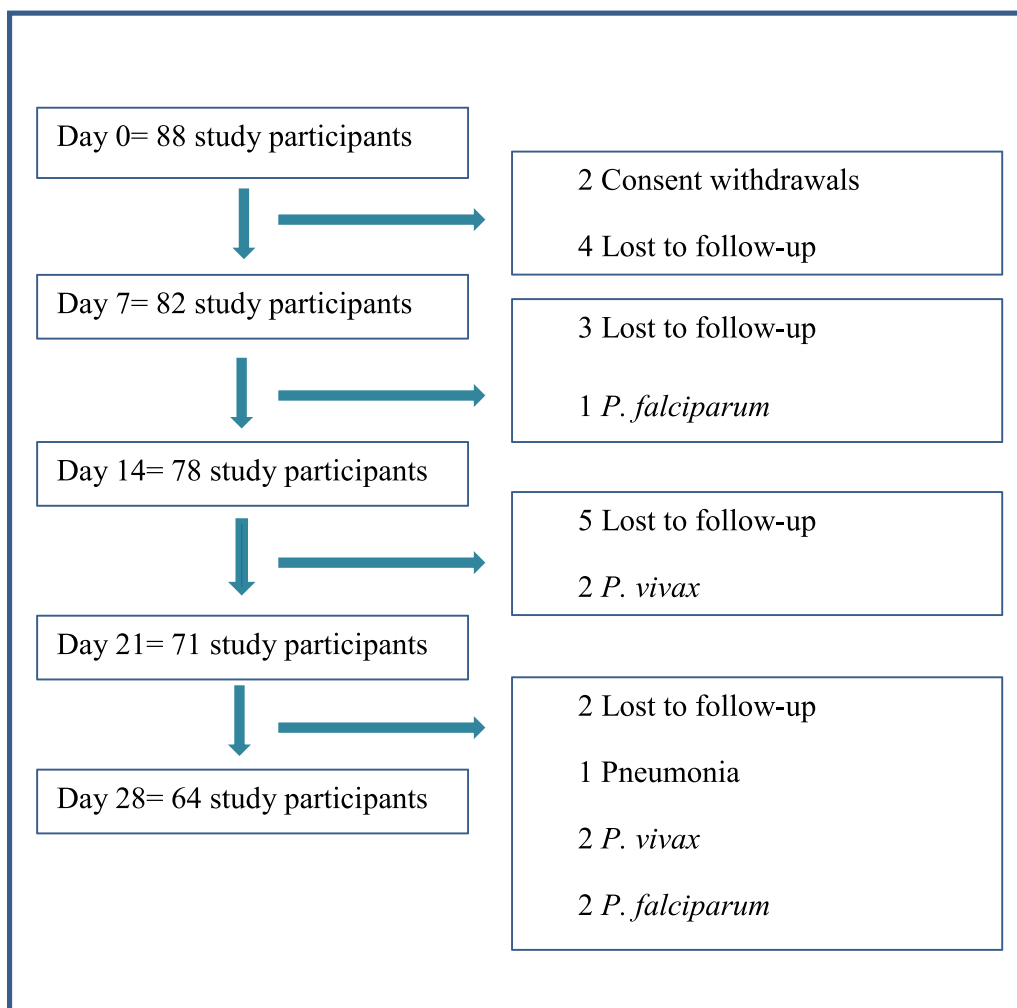 Day 0= 88 study participants
2 Consent withdrawals
4 Lost to follow-up
Day 7= 82 study participants
3 Lost to follow-up
1 P. falciparum
Day 14= 78 study participants
5 Lost to follow-up
2 P. vivax
Day 21= 71 study participants
2 Lost to follow-up
1 Pneumonia
2 P. vivax
2 P. falciparum
Day 28= 64 study participants